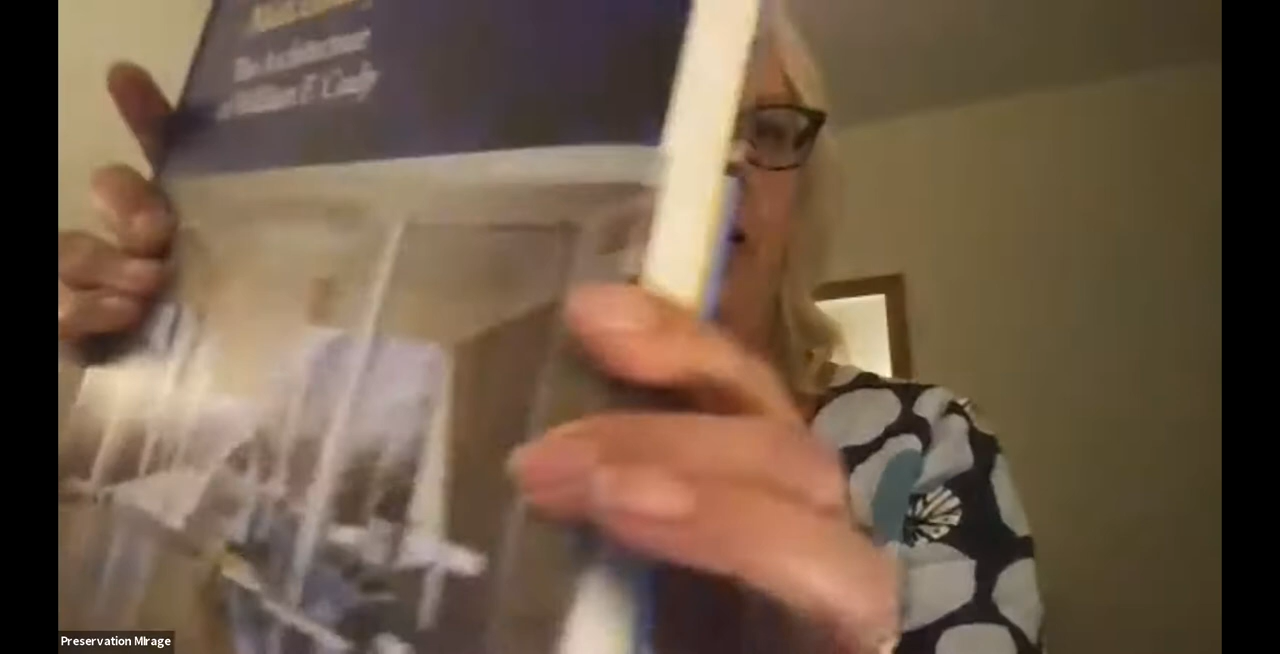 The Architecture
of William F. Cody
Preservation MIrage